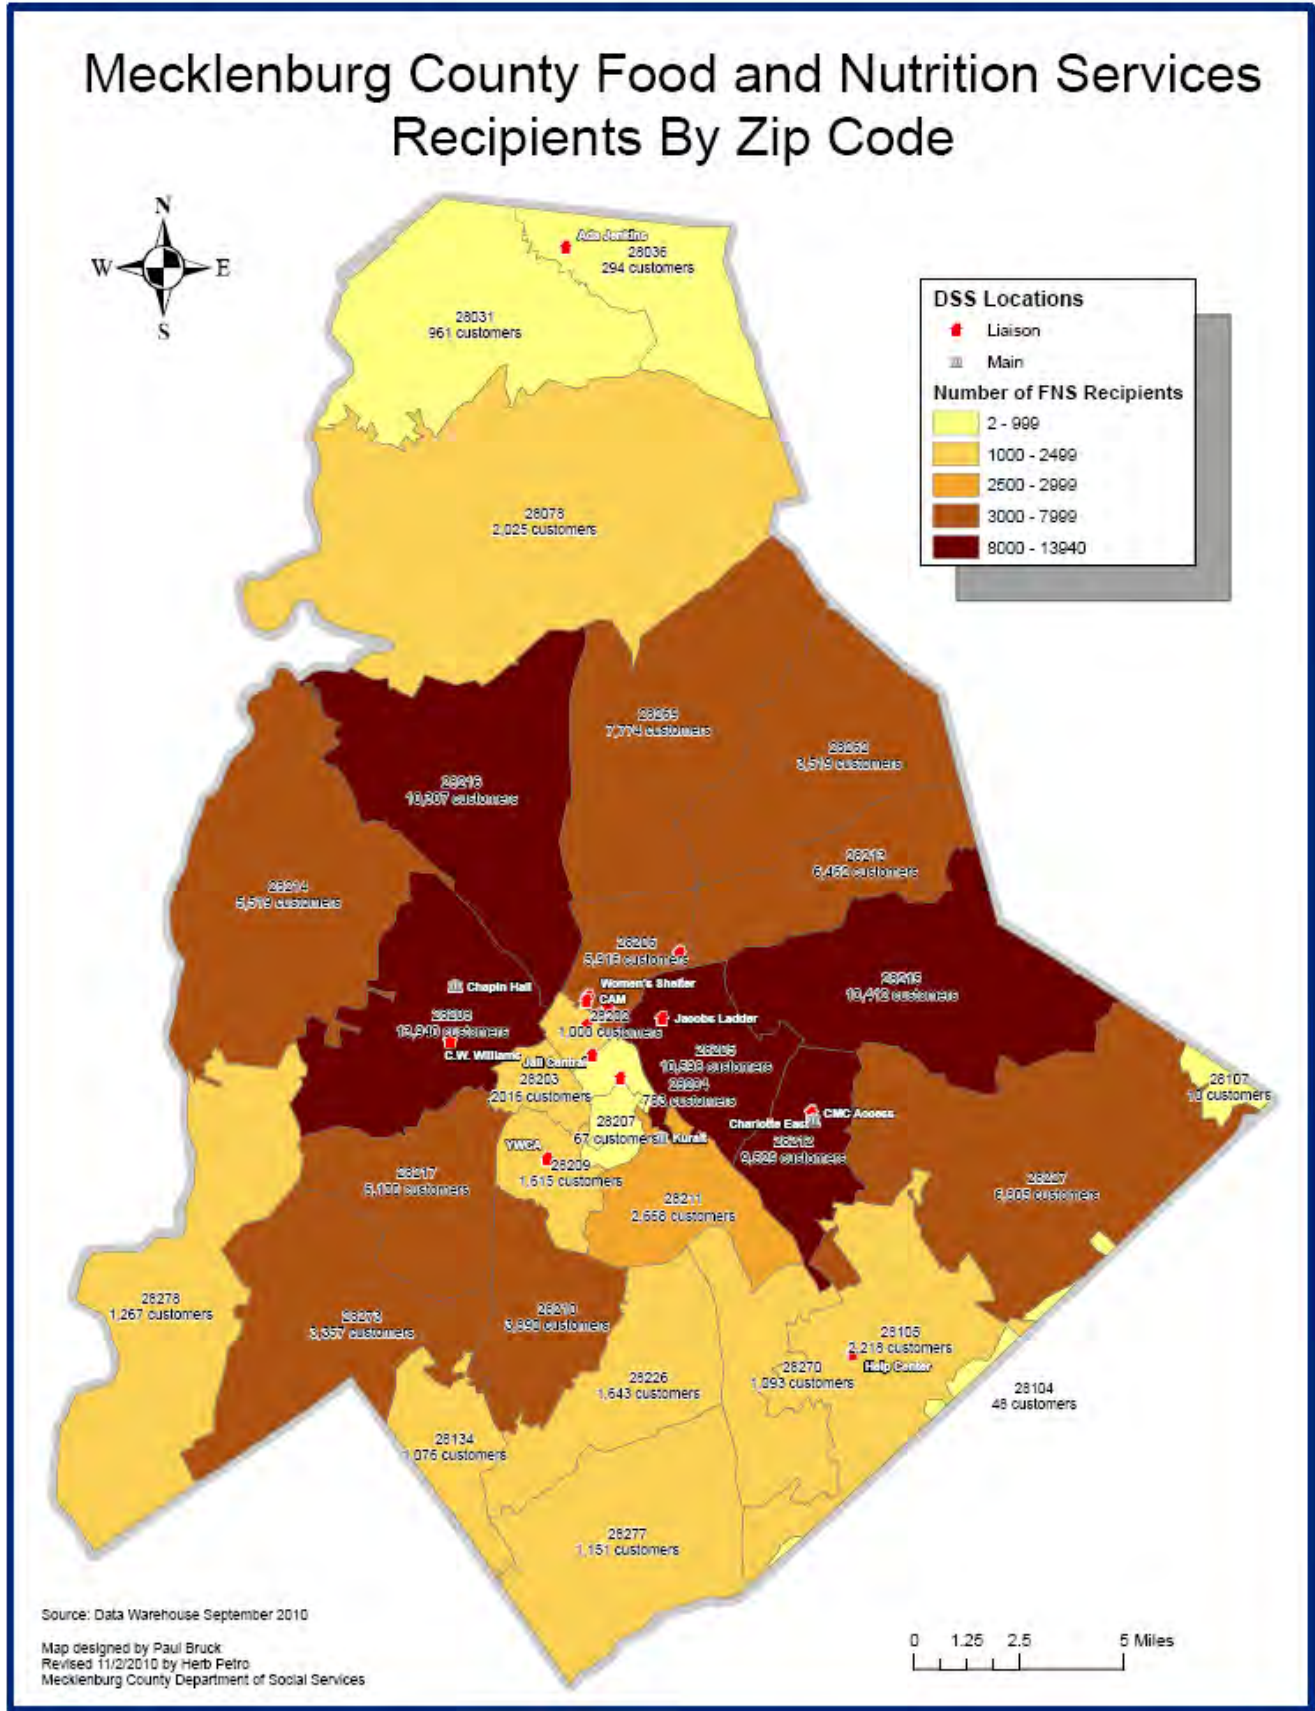 Mecklenburg County Food and Nutrition Services
Recipients By Zip Code
N
W E
S
Ada Jenkins
28036
294 customers
28031
961 customers
DSS Locations
Liaison
Main
Number of FNS Recipients
2 - 999
1000 - 2499
2500 - 2999
3000 - 7999
8000 - 13940
28078
2,025 customers
28269
7,774 customers
28262
3,519 customers
28216
10,207 customers
28213
6,462 customers
28214
5,519 customers
28206
5,915 customers
28215
10,412 customers
Women's Shelter
Chapin Hall
CAM
28202
1,000 customers
Jacobs Ladder
28208
13,940 customers
C.W. Williams
Jail Central
28205
10,596 customers
28203
2016 customers
28204
783 customers
28107
10 customers
CMC Access
Charlotte East
28207
67 customers
Kuralt
28212
9,529 customers
YWCA
28209
1,615 customers
28217
5,100 customers
28227
6,805 customers
28211
2,658 customers
28278
1,267 customers
28273
3,357 customers
28210
3,890 customers
28105
2,218 customers
Help Center
28270
1,093 customers
28226
1,643 customers
28104
48 customers
28134
1,076 customers
28277
1,151 customers
Source: Data Warehouse September 2010
Map designed by Paul Bruck
Revised 11/2/2010 by Herb Petro
Mecklenburg County Department of Social Services
0 1.25 2.5 5 Miles